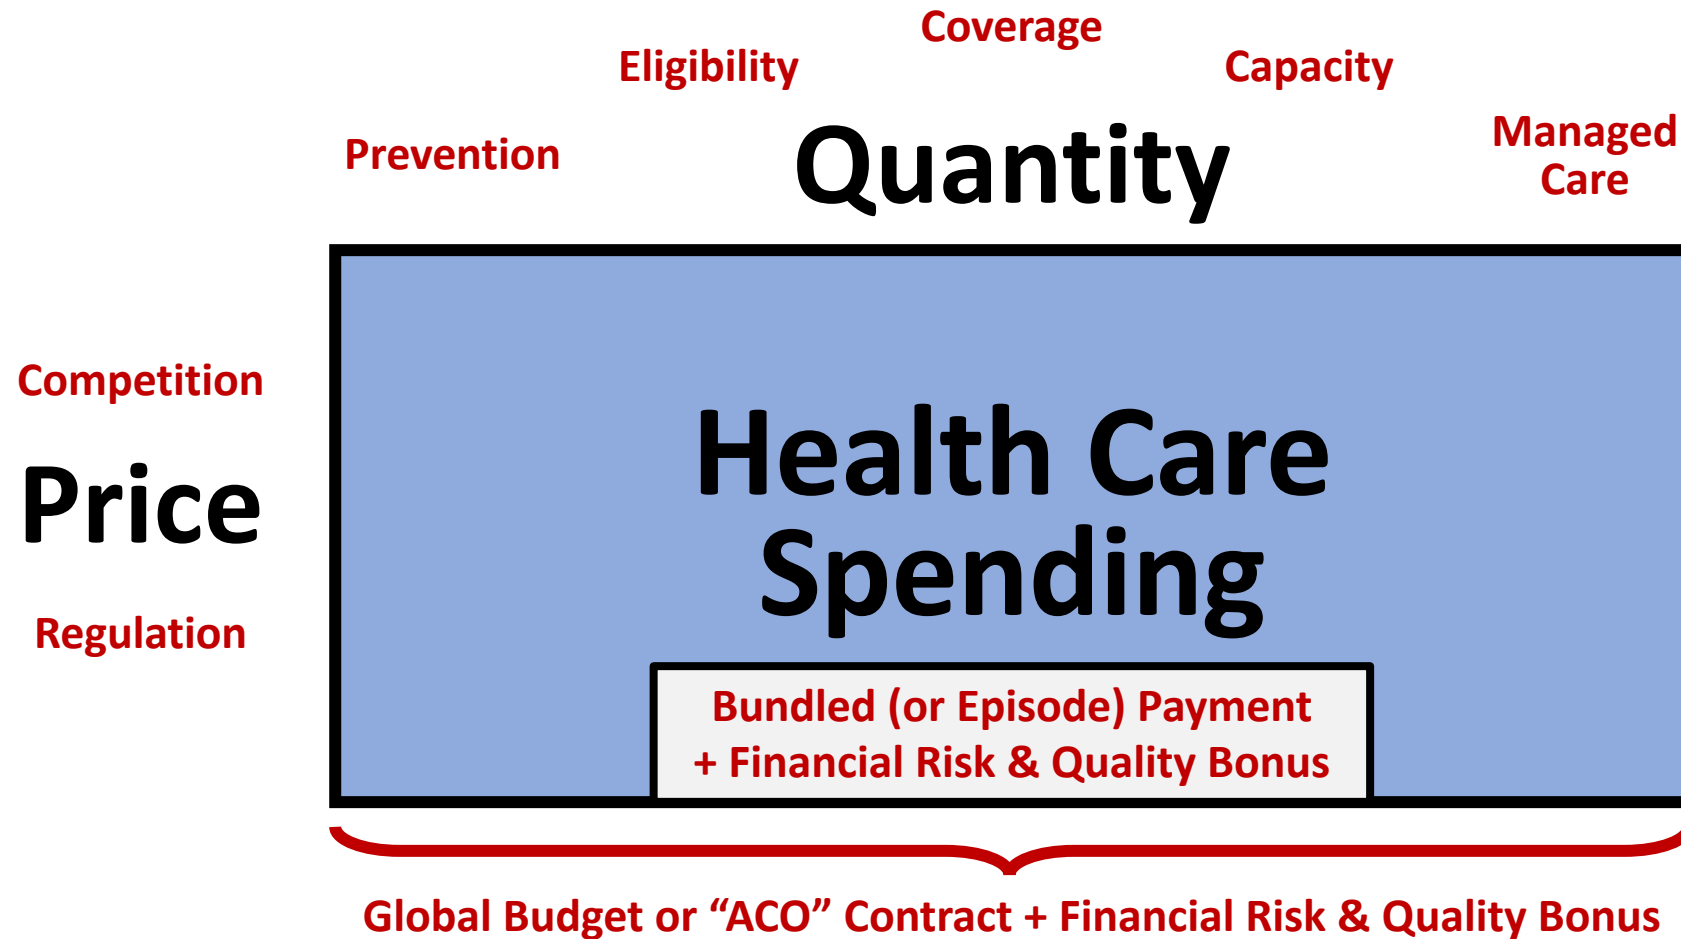 Coverage
Eligibility
Capacity
Prevention
Quantity
Managed
Care
Competition
Price
Regulation
Health Care
Spending
Bundled (or Episode) Payment
+ Financial Risk & Quality Bonus
Global Budget or “ACO” Contract + Financial Risk & Quality Bonus